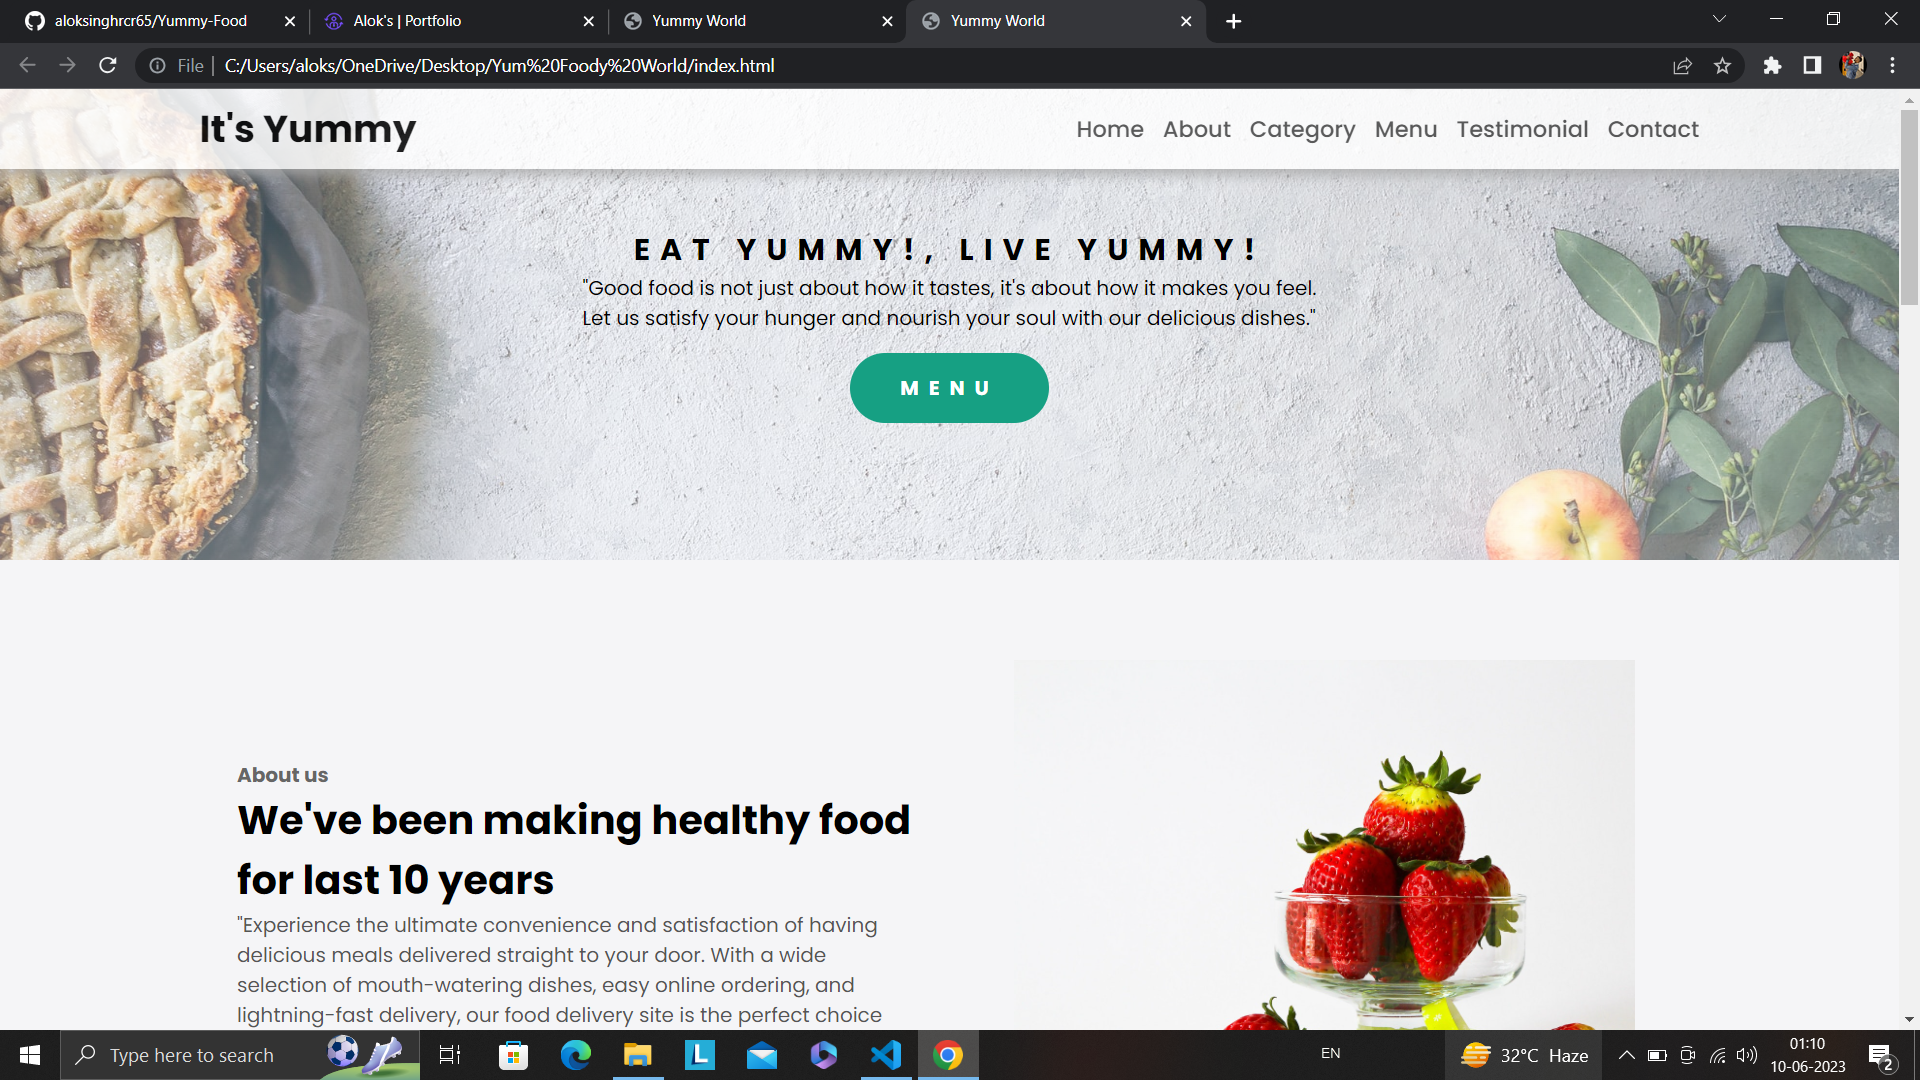 aloksinghrcr65/Yummy-Food
Alok's | Portfolio
Yummy World
Yummy World
File | C:/Users/aloks/OneDrive/Desktop/Yum%20Foody%20World/index.html
It's Yummy
Home About Category Menu Testimonial Contact
EAT YUMMY!, LIVE YUMMY!
"Good food is not just about how it tastes, it's about how it makes you feel.
Let us satisfy your hunger and nourish your soul with our delicious dishes."
MENU
About us
We've been making healthy food
for last 10 years
"Experience the ultimate convenience and satisfaction of having
delicious meals delivered straight to your door. With a wide
selection of mouth-watering dishes, easy online ordering, and
lightning-fast delivery, our food delivery site is the perfect choice
Type here to search
L
EN
32°C Haze
01:10
10-06-2023
2